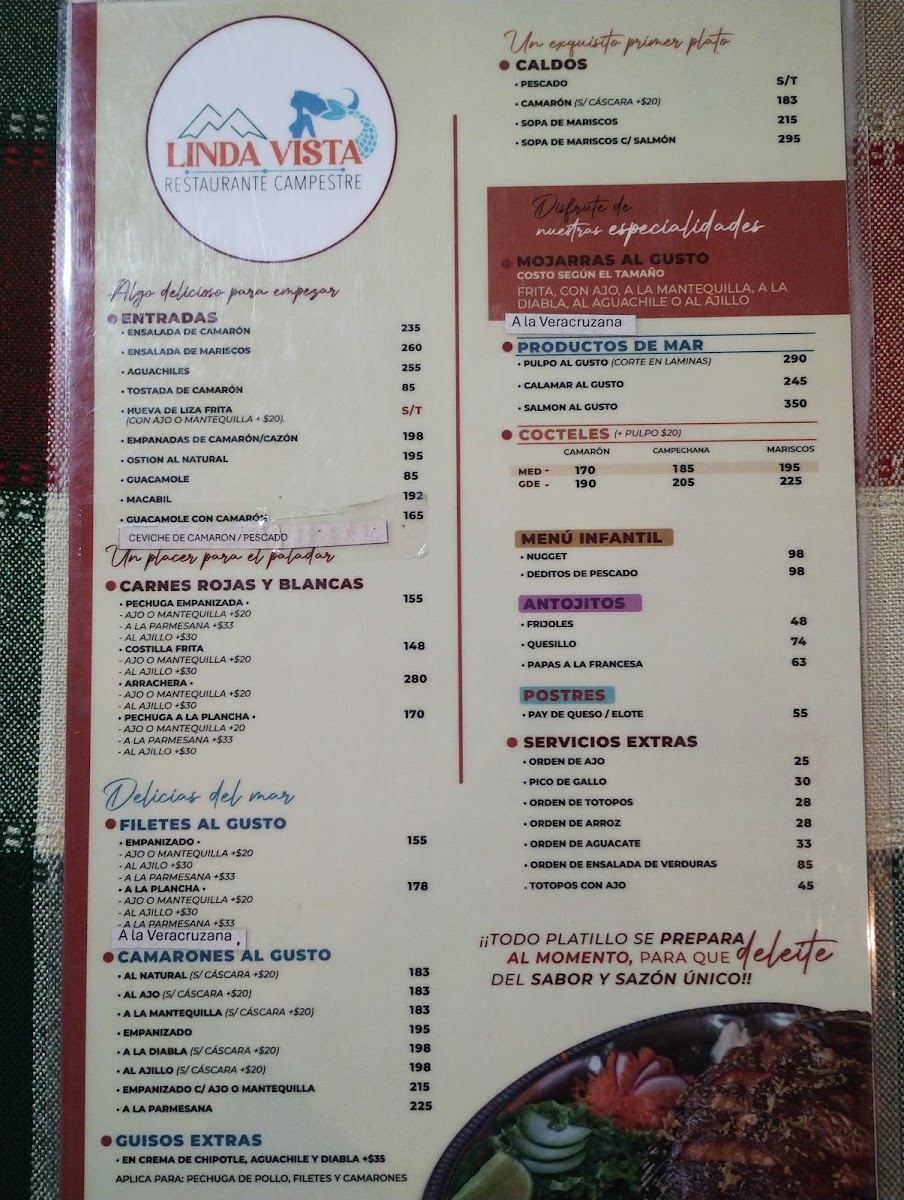 LINDA VISTA
RESTAURANTE CAMPESTRE
Algo delicioso para empezar
ENTRADAS
• ENSALADA DE CAMARÓN 235
• ENSALADA DE MARISCOS 260
• AGUACHILES 255
• TOSTADA DE CAMARÓN 85
• HUEVA DE LIZA FRITA S/T
(CON AJO O MANTEQUILLA + $20).
• EMPANADAS DE CAMARÓN/CAZÓN 198
• OSTION AL NATURAL 195
• GUACAMOLE 85
• MACABIL 192
• GUACAMOLE CON CAMARÓN 165
CEVICHE DE CAMARON / PESCADO
Un placer para el paladar
CARNES ROJAS Y BLANCAS
• PECHUGA EMPANIZADA • 155
- AJO O MANTEQUILLA +$20
- A LA PARMESANA +$33
- AL AJILLO +$30
• COSTILLA FRITA 148
- AJO O MANTEQUILLA +$20
- AL AJILLO +$30
• ARRACHERA • 280
- AJO O MANTEQUILLA +$20
- AL AJILLO +$30
• PECHUGA A LA PLANCHA • 170
- AJO O MANTEQUILLA +20
- A LA PARMESANA +$33
- AL AJILLO +$30
Delicias del mar
FILETES AL GUSTO
• EMPANIZADO • 155
- AJO O MANTEQUILLA +$20
- AL AJILO +$30
- A LA PARMESANA +$33
• A LA PLANCHA • 178
- AJO O MANTEQUILLA +$20
- AL AJILLO +$30
- A LA PARMESANA +$33
A la Veracruzana ,
CAMARONES AL GUSTO
• AL NATURAL (S/ CÁSCARA +$20) 183
• AL AJO (S/ CÁSCARA +$20) 183
• A LA MANTEQUILLA (S/ CÁSCARA +$20) 183
• EMPANIZADO 195
• A LA DIABLA (S/ CÁSCARA +$20) 198
• AL AJILLO (S/ CÁSCARA +$20) 198
• EMPANIZADO C/ AJO O MANTEQUILLA 215
• A LA PARMESANA 225
GUISOS EXTRAS
• EN CREMA DE CHIPOTLE, AGUACHILE Y DIABLA +$35
APLICA PARA: PECHUGA DE POLLO, FILETES Y CAMARONES
Un exquisito primer plato
CALDOS
• PESCADO S/T
• CAMARÓN (S/ CÁSCARA +$20) 183
• SOPA DE MARISCOS 215
• SOPA DE MARISCOS C/ SALMÓN 295
Disfrute de
nuestras especialidades
MOJARRAS AL GUSTO
COSTO SEGÚN EL TAMAÑO
FRITA, CON AJO, A LA MANTEQUILLA, A LA
DIABLA, AL AGUACHILE O AL AJILLO
A la Veracruzana
PRODUCTOS DE MAR
• PULPO AL GUSTO (CORTE EN LAMINAS) 290
• CALAMAR AL GUSTO 245
• SALMON AL GUSTO 350
COCTELES (+ PULPO $20)
CAMARÓN CAMPECHANA MARISCOS
MED - 170 185 195
GDE - 190 205 225
MENÚ INFANTIL
• NUGGET 98
• DEDITOS DE PESCADO 98
ANTOJITOS
• FRIJOLES 48
• QUESILLO 74
• PAPAS A LA FRANCESA 63
POSTRES
• PAY DE QUESO / ELOTE 55
SERVICIOS EXTRAS
• ORDEN DE AJO 25
• PICO DE GALLO 30
• ORDEN DE TOTOPOS 28
• ORDEN DE ARROZ 28
• ORDEN DE AGUACATE 33
• ORDEN DE ENSALADA DE VERDURAS 85
. TOTOPOS CON AJO 45
¡¡TODO PLATILLO SE PREPARA
AL MOMENTO, PARA QUE deleite
DEL SABOR Y SAZÓN ÚNICO!!